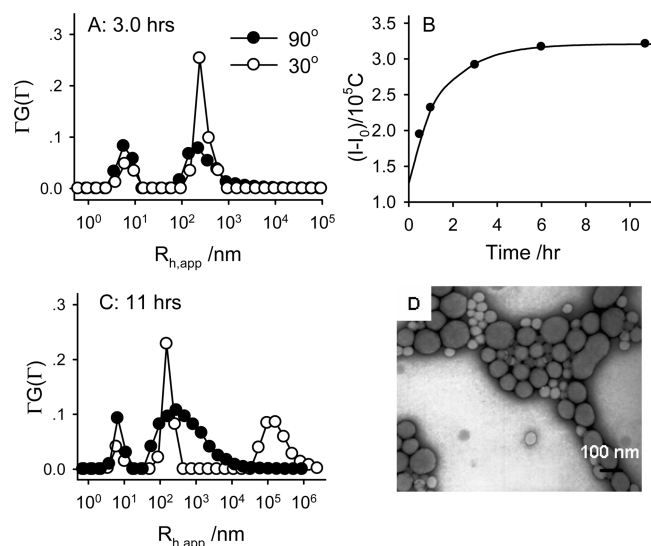 A: 3.0 hrs
90°
30°
ΓG(Γ)
.3
.2
.1
0.0
10⁰ 10¹ 10² 10³ 10⁴ 10⁵
Rh,app /nm
B
(I-I₀)/10⁵C
3.5
3.0
2.5
2.0
1.5
1.0
0 2 4 6 8 10
Time /hr
C: 11 hrs
ΓG(Γ)
.3
.2
.1
0.0
10⁰ 10¹ 10² 10³ 10⁴ 10⁵ 10⁶
Rh,app /nm
D
100 nm